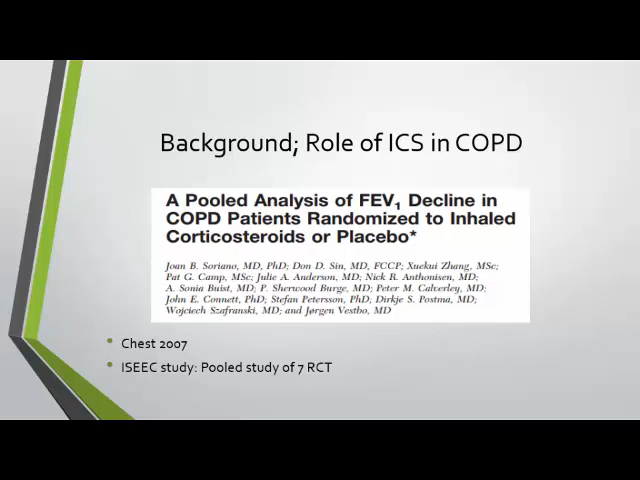 Background; Role of ICS in COPD
A Pooled Analysis of FEV1 Decline in
COPD Patients Randomized to Inhaled
Corticosteroids or Placebo*
Joan B. Soriano, MD, PhD; Don D. Sin, MD, FCCP; Xuekui Zhang, MSc;
Pat G. Camp, MSc; Julie A. Anderson, MD; Nick R. Anthonisen, MD;
A. Sonia Buist, MD; P. Sherwood Burge, MD; Peter M. Calverley, MD;
John E. Connett, PhD; Stefan Petersson, PhD; Dirkje S. Postma, MD;
Wojciech Szafranski, MD; and Jørgen Vestbo, MD
• Chest 2007
• ISEEC study: Pooled study of 7 RCT